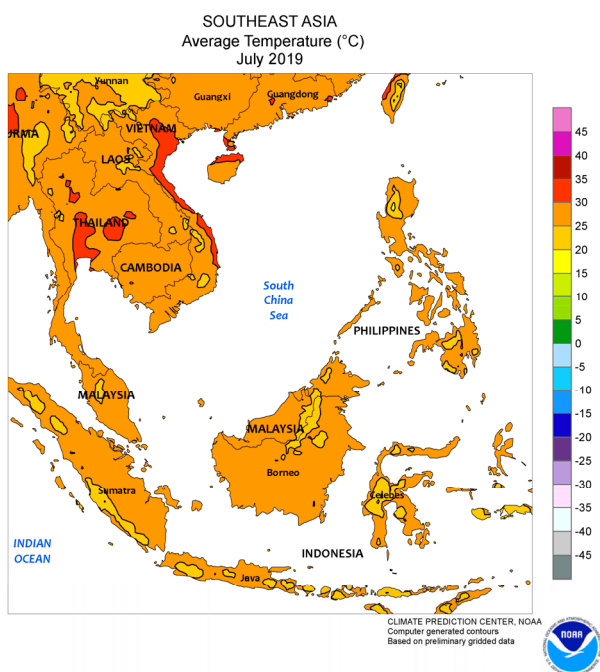 SOUTHEAST ASIA
Average Temperature (°C)
July 2019
Yunnan
Guangxi
Guangdong
URMA
VIETNAM
LAOS
THAILAND
CAMBODIA
South
China
Sea
PHILIPPINES
MALAYSIA
MALAYSIA
Borneo
Sumatra
Celebes
INDIAN
OCEAN
INDONESIA
Java
45
40
35
30
25
20
15
10
5
0
-5
-10
-15
-20
-25
-30
-35
-40
-45
CLIMATE PREDICTION CENTER, NOAA
Computer generated contours
Based on preliminary gridded data
NOAA